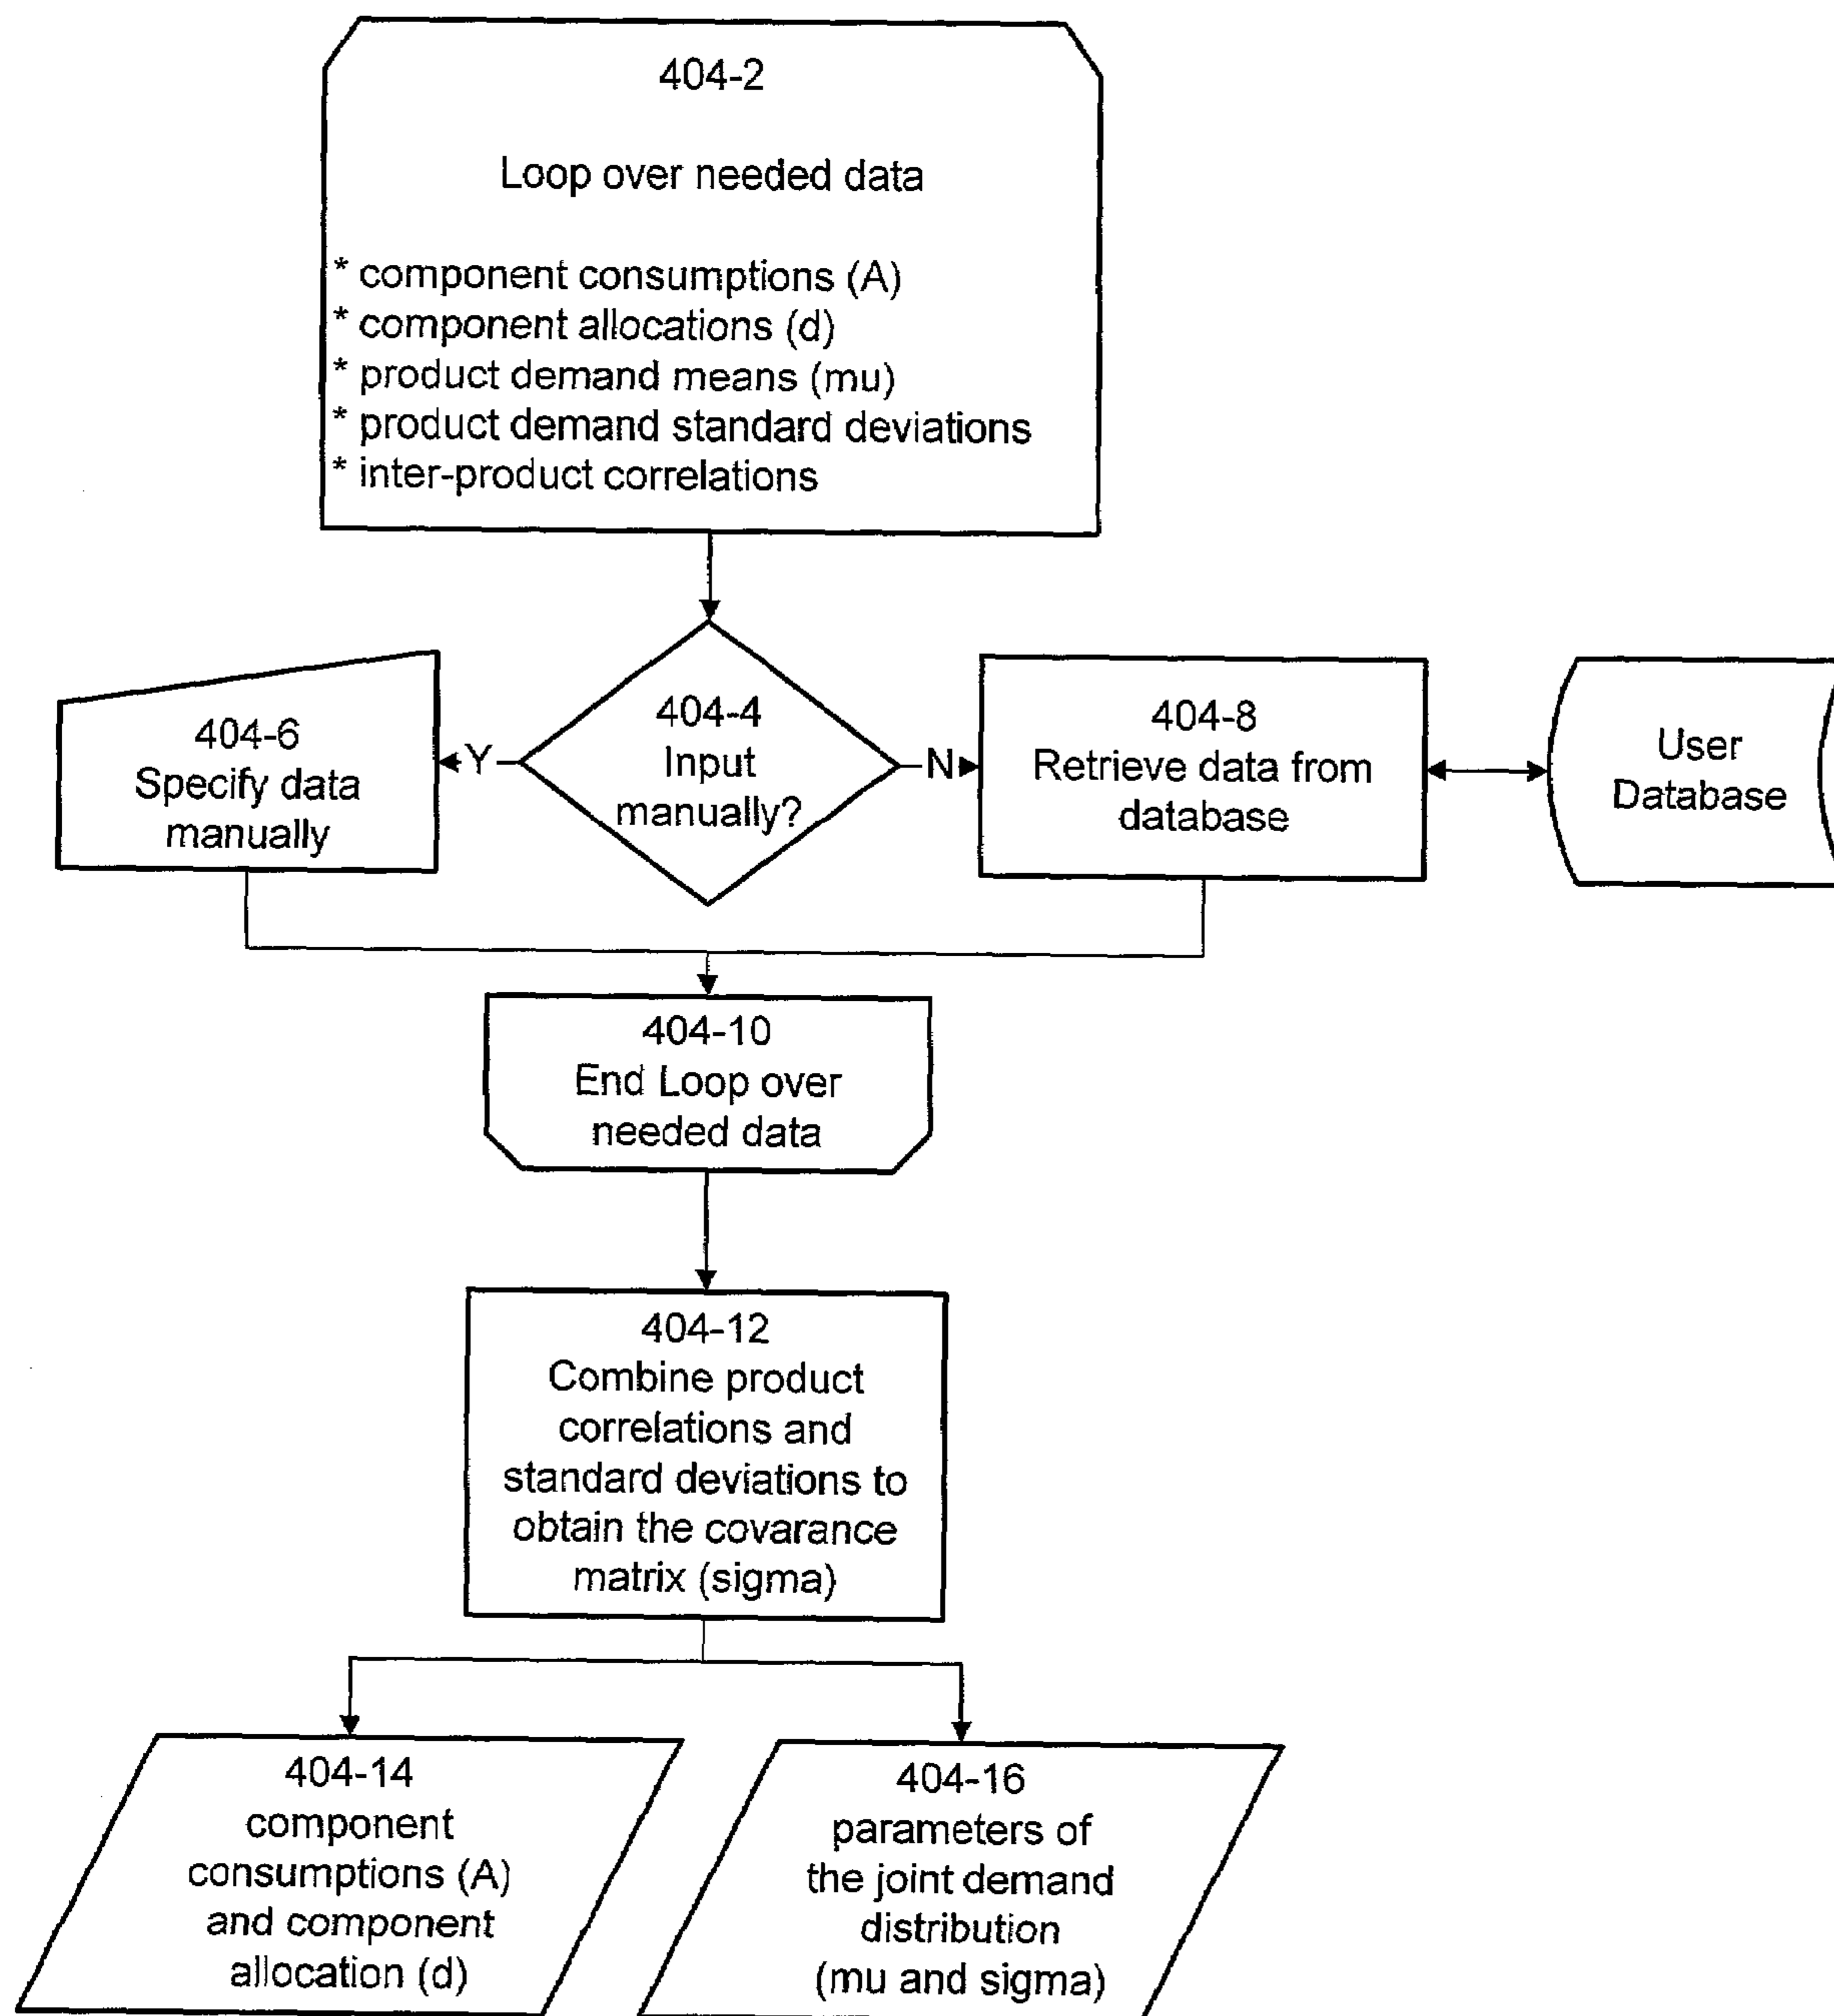 404-2
Loop over needed data
* component consumptions (A)
* component allocations (d)
* product demand means (mu)
* product demand standard deviations
* inter-product correlations
404-4
Input
manually?
Y
N
404-6
Specify data
manually
404-8
Retrieve data from
database
User
Database
404-10
End Loop over
needed data
404-12
Combine product
correlations and
standard deviations to
obtain the covarance
matrix (sigma)
404-14
component
consumptions (A)
and component
allocation (d)
404-16
parameters of
the joint demand
distribution
(mu and sigma)